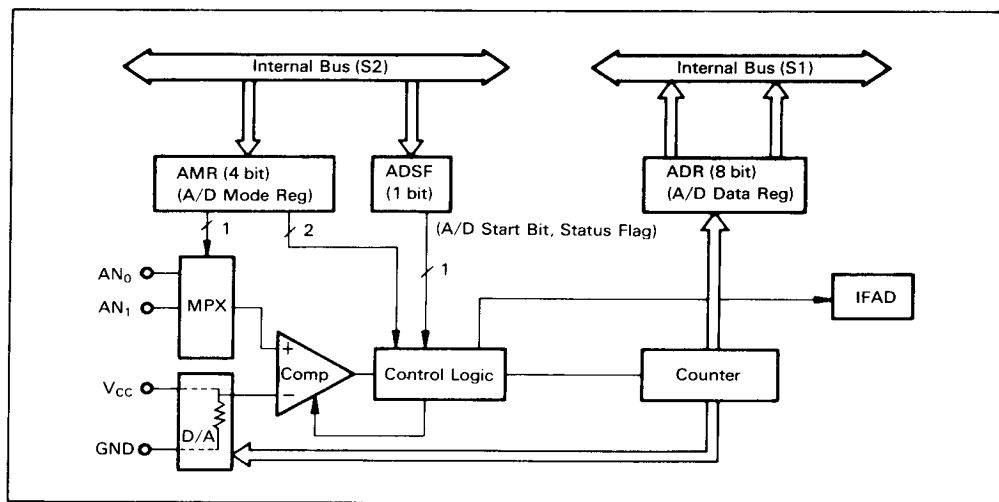 Internal Bus (S2)
Internal Bus (S1)
AMR (4 bit)
(A/D Mode Reg)
ADSF
(1 bit)
ADR (8 bit)
(A/D Data Reg)
1
2
(A/D Start Bit, Status Flag)
1
AN₀
AN₁
MPX
IFAD
+
Comp
−
Control Logic
Counter
VCC
D/A
GND